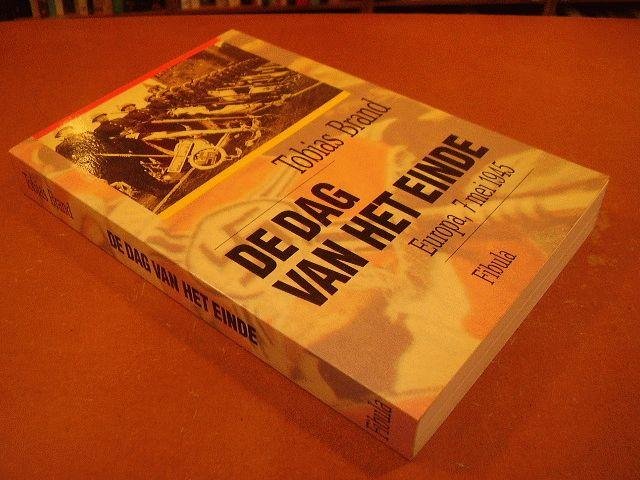 Tobias Brand
DE DAG
VAN HET EINDE
Europa, 7 mei 1945
Fibula
Tobias Brand
DE DAG VAN HET EINDE
Fibula